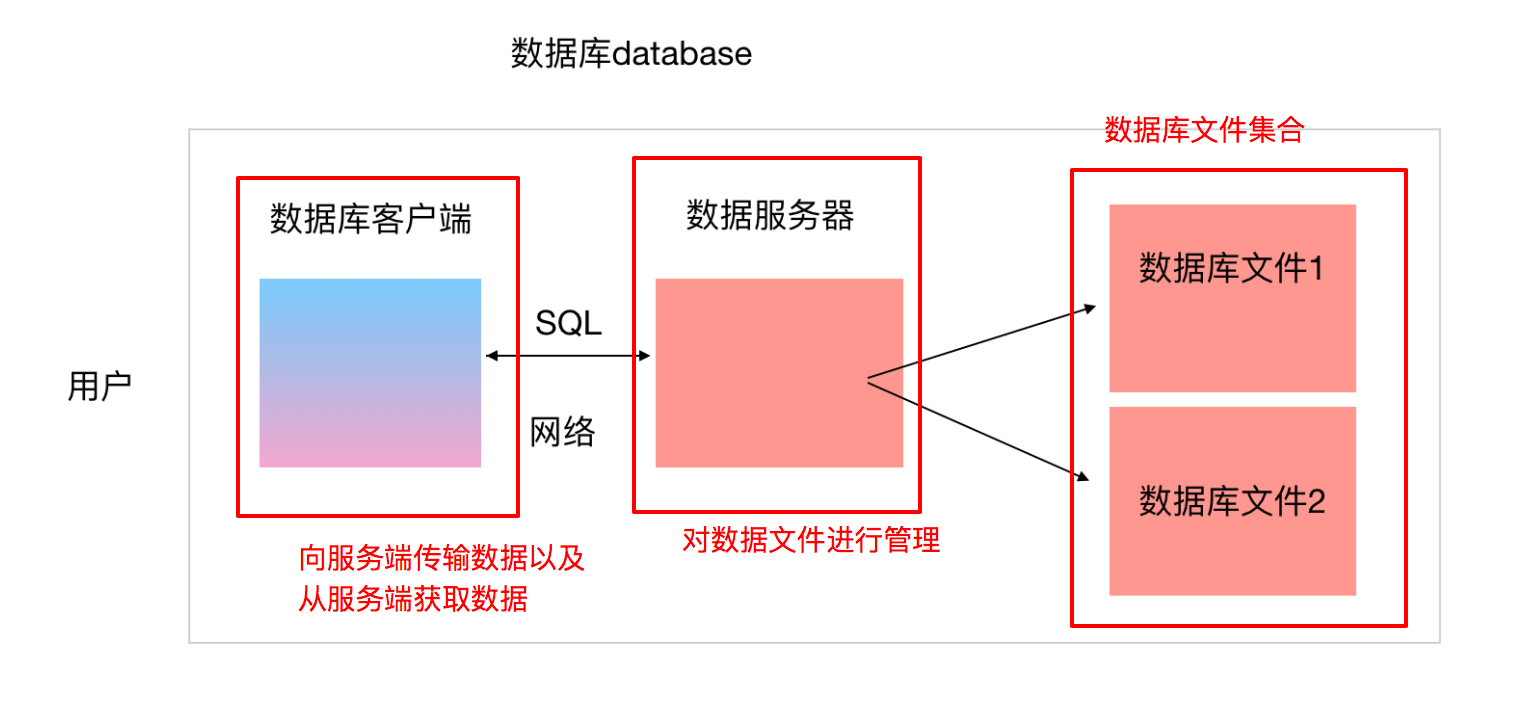 数据库database
数据库文件集合
数据库客户端
数据服务器
数据库文件1
SQL
用户
网络
数据库文件2
对数据文件进行管理
向服务端传输数据以及
从服务端获取数据